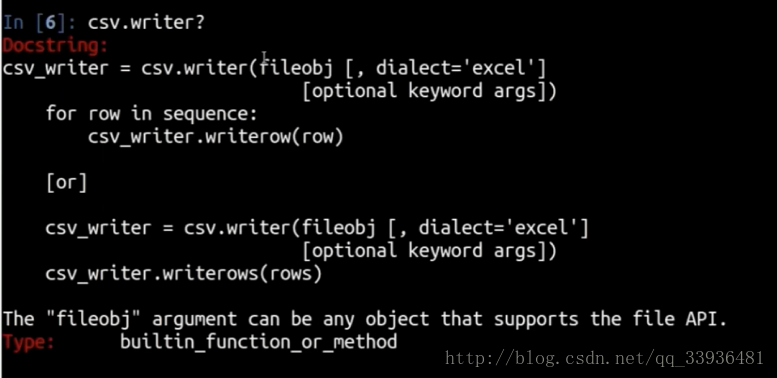 In [6]: csv.writer?
Docstring:
csv_writer = csv.writer(fileobj [, dialect='excel']
[optional keyword args])
for row in sequence:
csv_writer.writerow(row)
[or]
csv_writer = csv.writer(fileobj [, dialect='excel']
[optional keyword args])
csv_writer.writerows(rows)
The "fileobj" argument can be any object that supports the file API.
Type: builtin_function_or_method
http://blog.csdn.net/qq_33936481